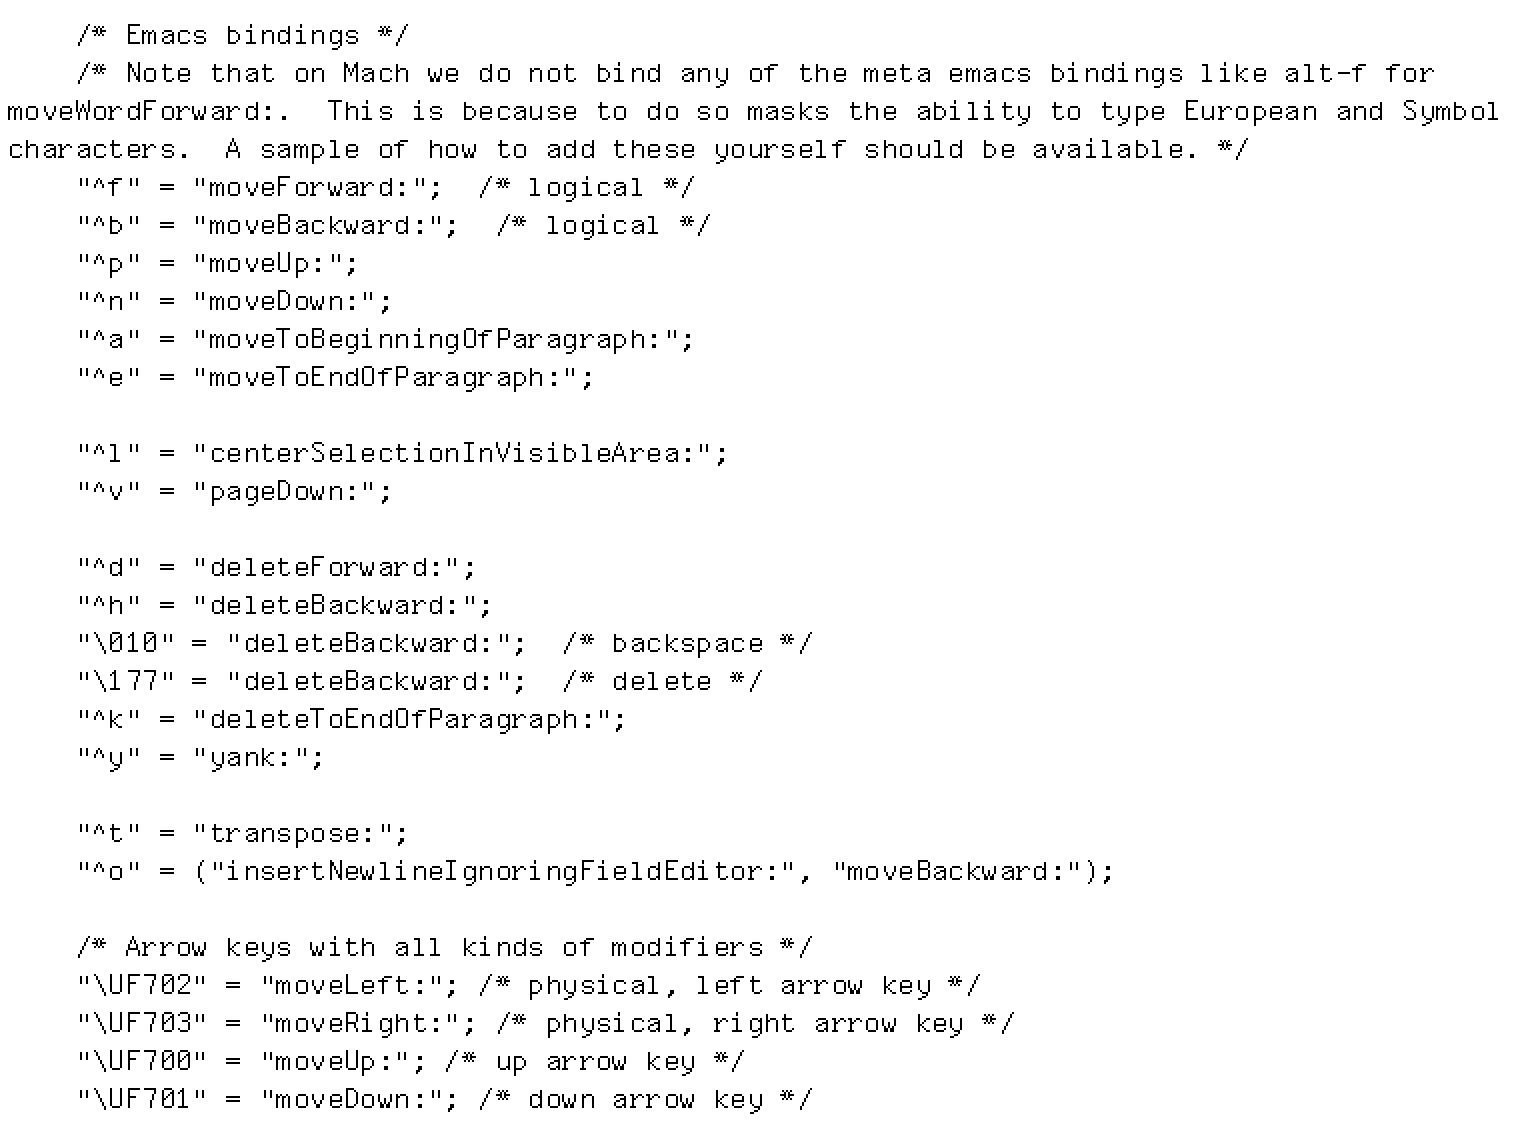 /* Emacs bindings */
/* Note that on Mach we do not bind any of the meta emacs bindings like alt-f for
moveWordForward:.  This is because to do so masks the ability to type European and Symbol
characters.  A sample of how to add these yourself should be available. */
"^f" = "moveForward:";  /* logical */
"^b" = "moveBackward:";  /* logical */
"^p" = "moveUp:";
"^n" = "moveDown:";
"^a" = "moveToBeginningOfParagraph:";
"^e" = "moveToEndOfParagraph:";
"^l" = "centerSelectionInVisibleArea:";
"^v" = "pageDown:";
"^d" = "deleteForward:";
"^h" = "deleteBackward:";
"\010" = "deleteBackward:";  /* backspace */
"\177" = "deleteBackward:";  /* delete */
"^k" = "deleteToEndOfParagraph:";
"^y" = "yank:";
"^t" = "transpose:";
"^o" = ("insertNewlineIgnoringFieldEditor:", "moveBackward:");
/* Arrow keys with all kinds of modifiers */
"\UF702" = "moveLeft:"; /* physical, left arrow key */
"\UF703" = "moveRight:"; /* physical, right arrow key */
"\UF700" = "moveUp:"; /* up arrow key */
"\UF701" = "moveDown:"; /* down arrow key */